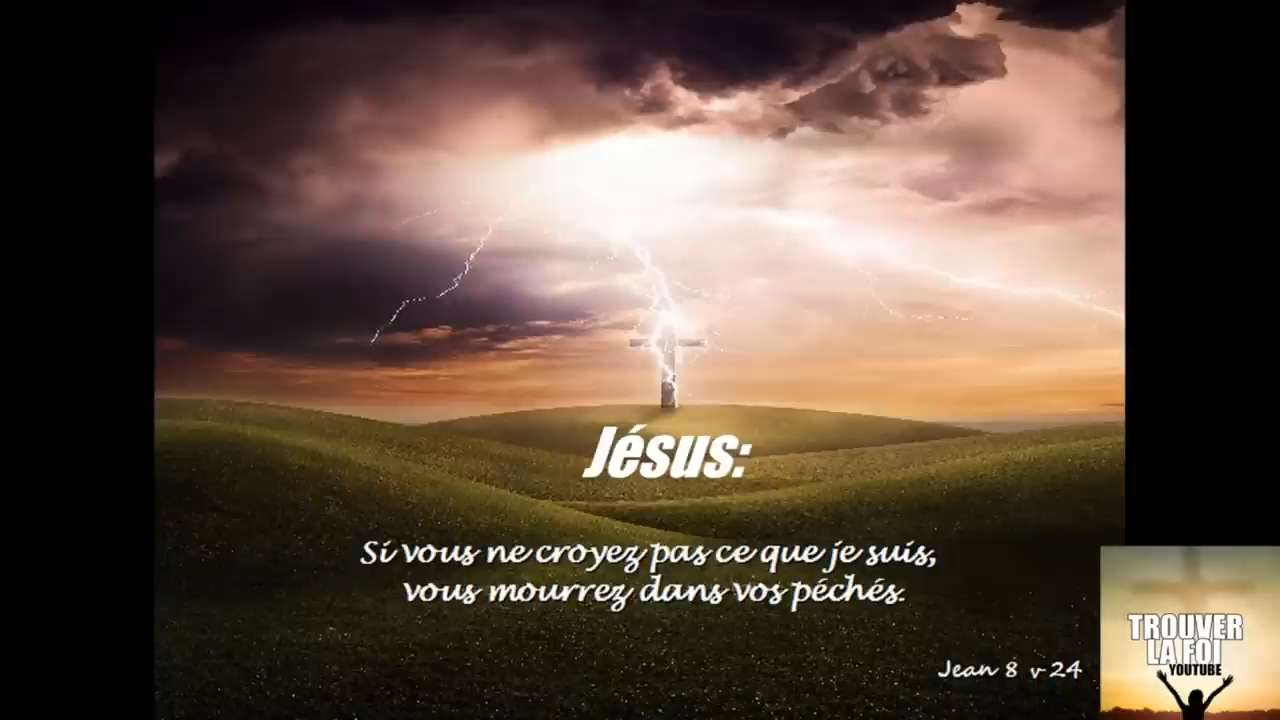 Jésus:
Si vous ne croyez pas ce que je suis,
vous mourrez dans vos péchés.
Jean 8 v 24
TROUVER
LA FOI
YOUTUBE